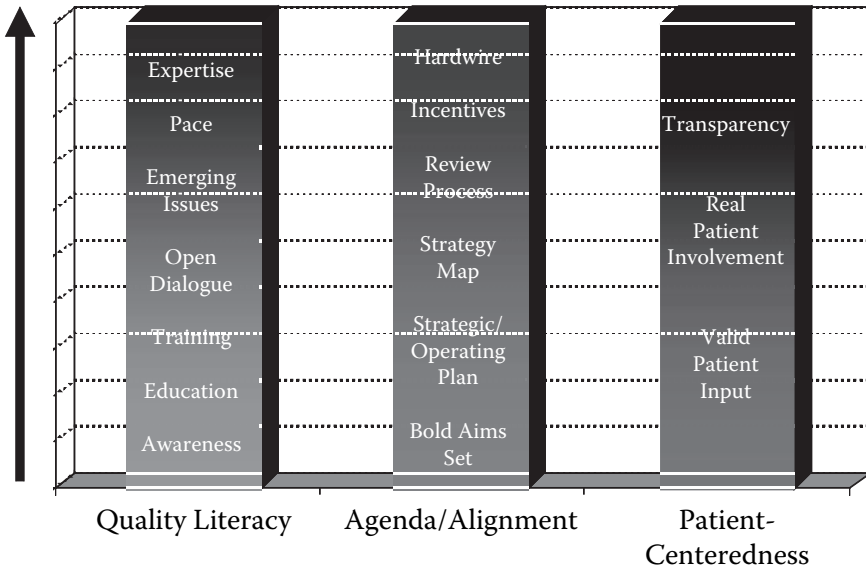 Expertise
Pace
Emerging
Issues
Open
Dialogue
Training
Education
Awareness
Hardwire
Incentives
Review
Process
Strategy
Map
Strategic/
Operating
Plan
Bold Aims
Set
Transparency
Real
Patient
Involvement
Valid
Patient
Input
Quality Literacy
Agenda/Alignment
Patient-
Centeredness